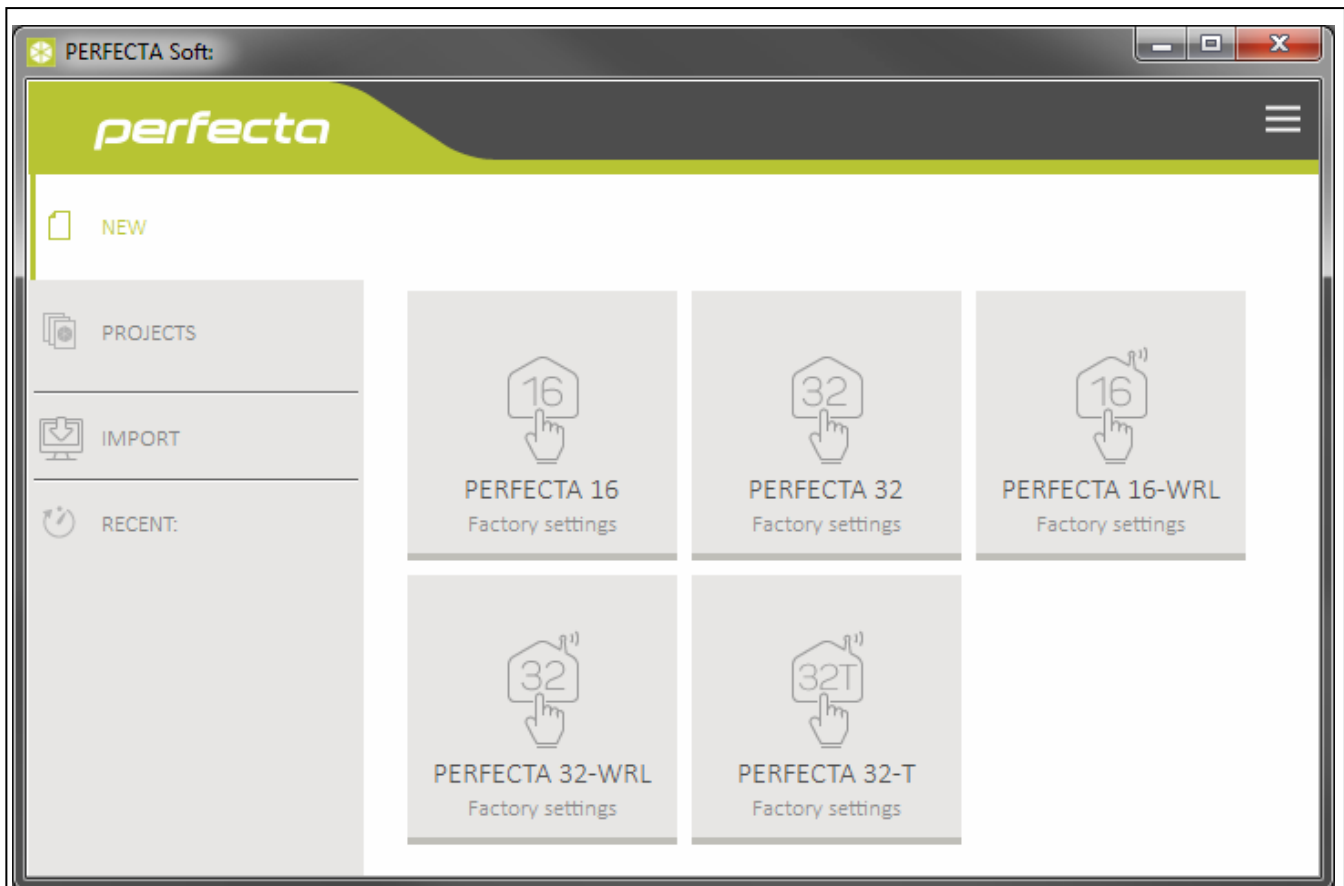 PERFECTA Soft:
perfecta
NEW
PROJECTS
IMPORT
RECENT:
16
PERFECTA 16
Factory settings
32
PERFECTA 32
Factory settings
16
PERFECTA 16-WRL
Factory settings
32
PERFECTA 32-WRL
Factory settings
32T
PERFECTA 32-T
Factory settings